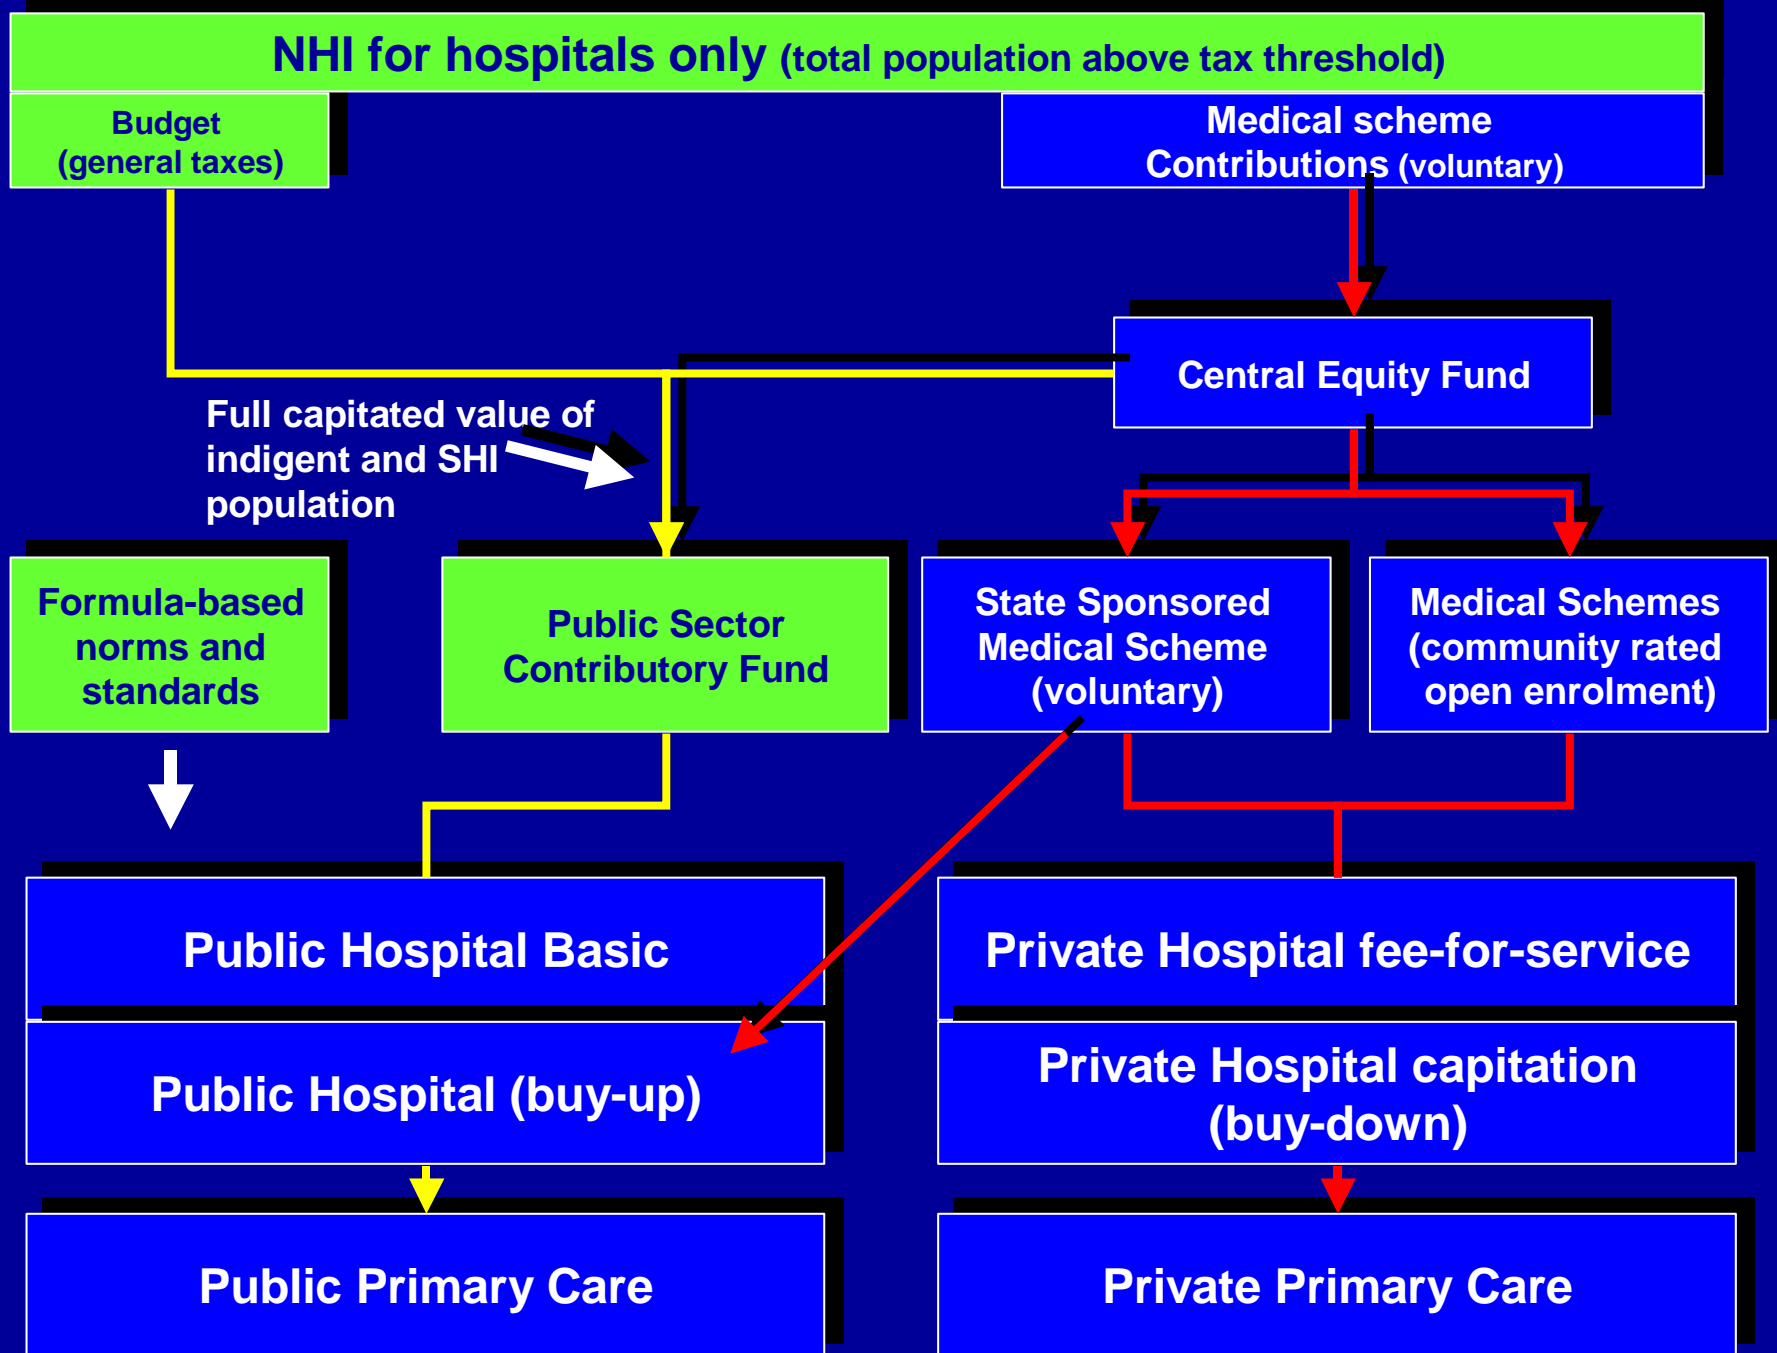 NHI for hospitals only (total population above tax threshold)
Budget
(general taxes)
Medical scheme
Contributions (voluntary)
Central Equity Fund
Full capitated value of
indigent and SHI
population
Formula-based
norms and
standards
Public Sector
Contributory Fund
State Sponsored
Medical Scheme
(voluntary)
Medical Schemes
(community rated
open enrolment)
Public Hospital Basic
Private Hospital fee-for-service
Public Hospital (buy-up)
Private Hospital capitation
(buy-down)
Public Primary Care
Private Primary Care